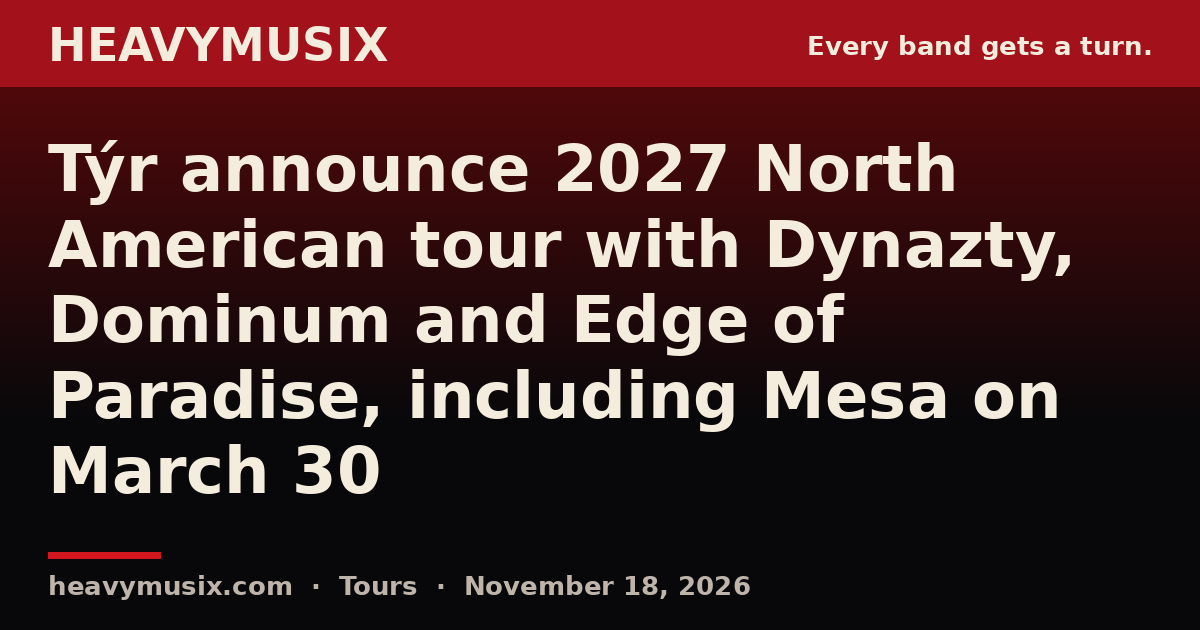 HEAVYMUSIX
Every band gets a turn.
Týr announce 2027 North
American tour with Dynazty,
Dominum and Edge of
Paradise, including Mesa on
March 30
heavymusix.com · Tours · November 18, 2026